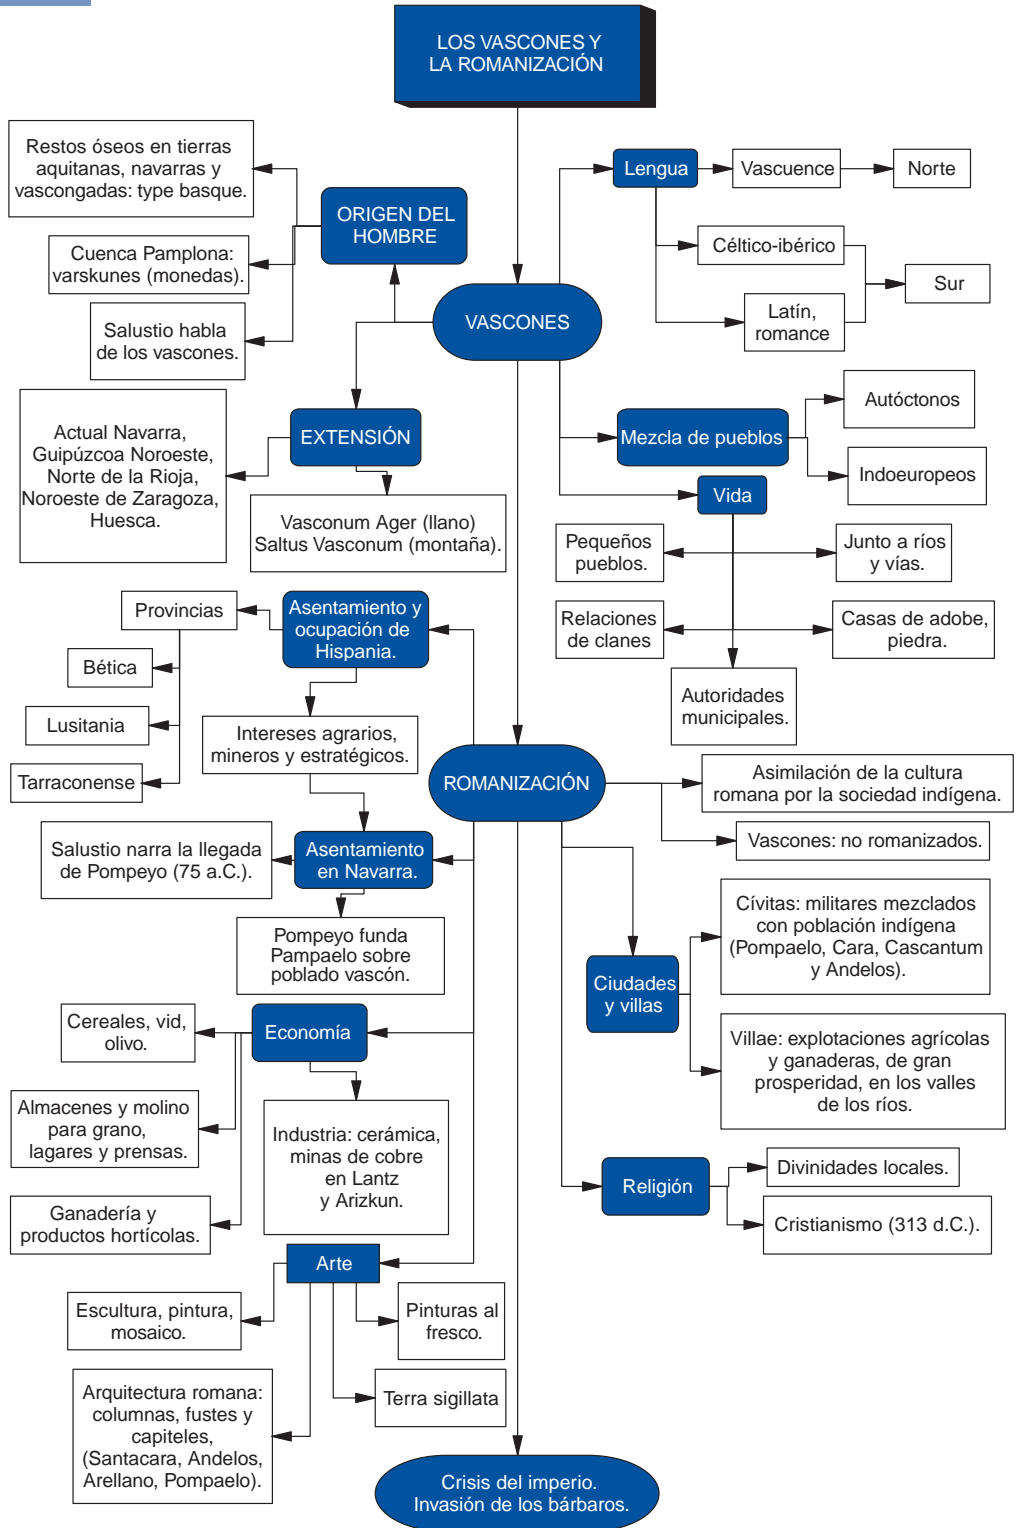 LOS VASCONES Y
LA ROMANIZACIÓN
Restos óseos en tierras
aquitanas, navarras y
vascongadas: type basque.
ORIGEN DEL
HOMBRE
Cuenca Pamplona:
varskunes (monedas).
Salustio habla
de los vascones.
VASCONES
Lengua
Vascuence
Norte
Céltico-ibérico
Sur
Latín,
romance
EXTENSIÓN
Actual Navarra,
Guipúzcoa Noroeste,
Norte de la Rioja,
Noroeste de Zaragoza,
Huesca.
Vasconum Ager (llano)
Saltus Vasconum (montaña).
Mezcla de pueblos
Autóctonos
Indoeuropeos
Vida
Pequeños
pueblos.
Junto a ríos
y vías.
Relaciones
de clanes
Casas de adobe,
piedra.
Autoridades
municipales.
Provincias
Asentamiento y
ocupación de
Hispania.
Bética
Lusitania
Tarraconense
Intereses agrarios,
mineros y estratégicos.
ROMANIZACIÓN
Asimilación de la cultura
romana por la sociedad indígena.
Vascones: no romanizados.
Salustio narra la llegada
de Pompeyo (75 a.C.).
Asentamiento
en Navarra.
Pompeyo funda
Pampaelo sobre
poblado vascón.
Ciudades
y villas
Cívitas: militares mezclados
con población indígena
(Pompaelo, Cara, Cascantum
y Andelos).
Villae: explotaciones agrícolas
y ganaderas, de gran
prosperidad, en los valles
de los ríos.
Economía
Cereales, vid,
olivo.
Almacenes y molino
para grano,
lagares y prensas.
Ganadería y
productos hortícolas.
Industria: cerámica,
minas de cobre
en Lantz
y Arizkun.
Religión
Divinidades locales.
Cristianismo (313 d.C.).
Arte
Escultura, pintura,
mosaico.
Pinturas al
fresco.
Arquitectura romana:
columnas, fustes y
capiteles,
(Santacara, Andelos,
Arellano, Pompaelo).
Terra sigillata
Crisis del imperio.
Invasión de los bárbaros.